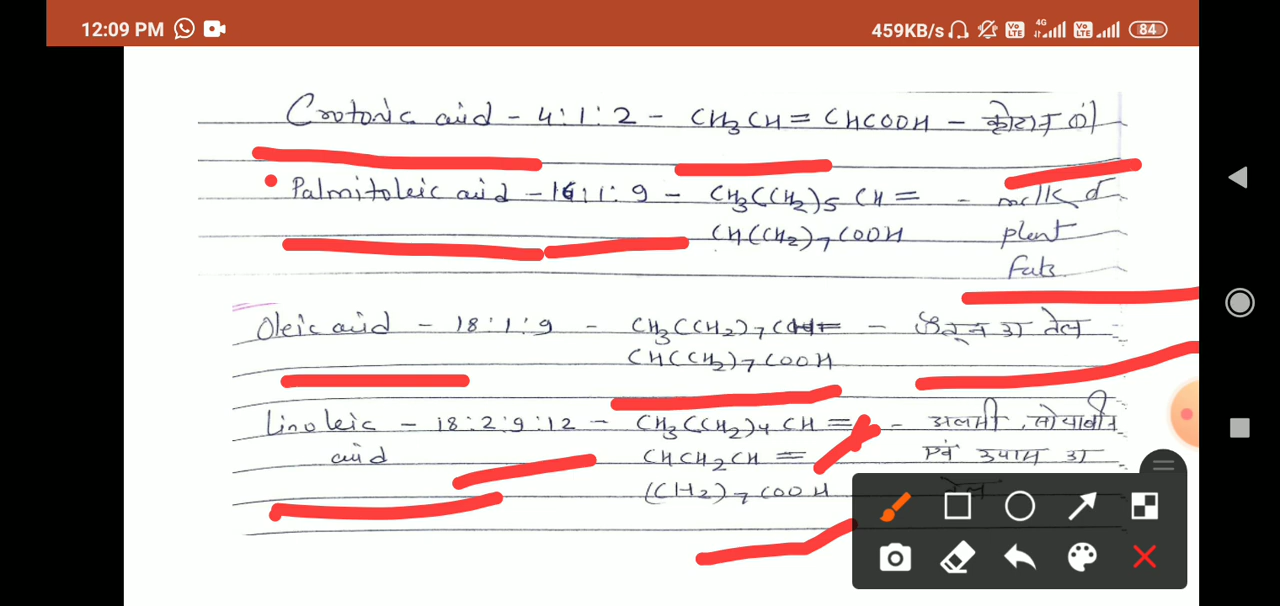 12:09 PM 459KB/s 4G 84
Crotonic acid - 4:1:2 - CH3CH = CHCOOH -
Palmitoleic acid - 16:1:9 - CH3(CH2)5 CH = - milk of
CH(CH2)7COOH plant
Fats
Oleic acid - 18:1:9 - CH3(CH2)7CH= - तेल
CH(CH2)7COOH
Linoleic - 18:2:9:12 - CH3(CH2)4 CH = - अलसी, सोयाबीन
acid CHCH2CH = एवं कपास का
(CH2)7COOH तेल